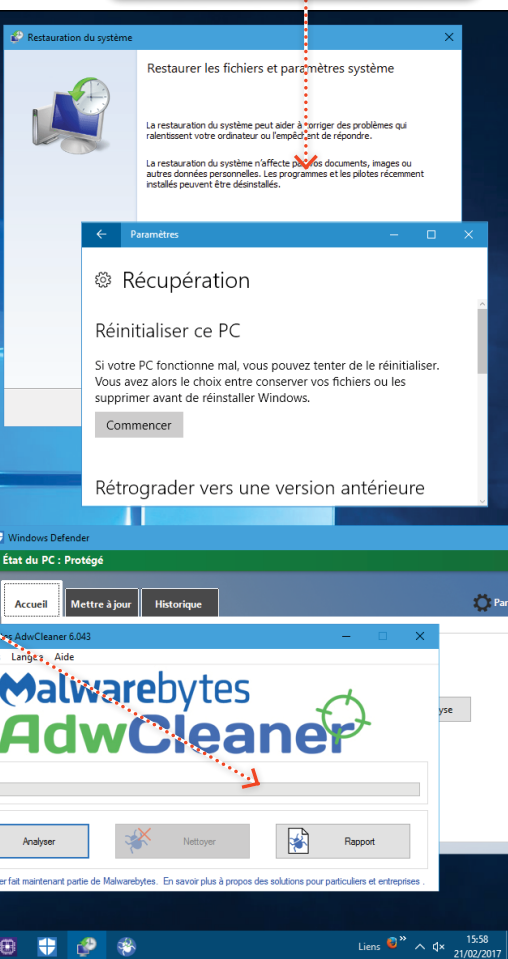 Restauration du système
Restaurer les fichiers et paramètres système
La restauration du système peut aider à corriger des problèmes qui
ralentissent votre ordinateur ou l'empêchent de répondre.
La restauration du système n'affecte pas vos documents, images ou
autres données personnelles. Les programmes et les pilotes récemment
installés peuvent être désinstallés.
Paramètres
Récupération
Réinitialiser ce PC
Si votre PC fonctionne mal, vous pouvez tenter de le réinitialiser.
Vous avez alors le choix entre conserver vos fichiers ou les
supprimer avant de réinstaller Windows.
Commencer
Rétrograder vers une version antérieure
Windows Defender
État du PC : Protégé
Accueil Mettre à jour Historique
Par
AdwCleaner 6.043
Langues Aide
yse
Malwarebytes
AdwCleaner
Analyser Nettoyer Rapport
er fait maintenant partie de Malwarebytes. En savoir plus à propos des solutions pour particuliers et entreprises .
Liens
15:58
21/02/2017